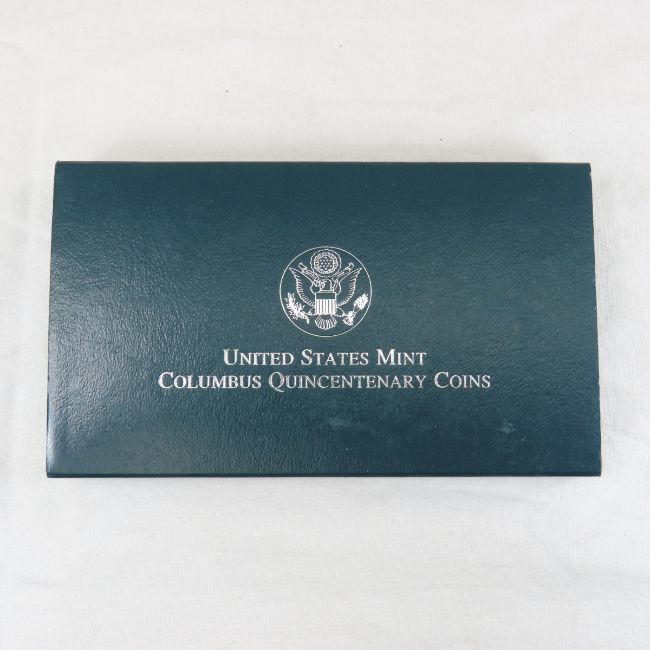 United States Mint
Columbus Quincentenary Coins